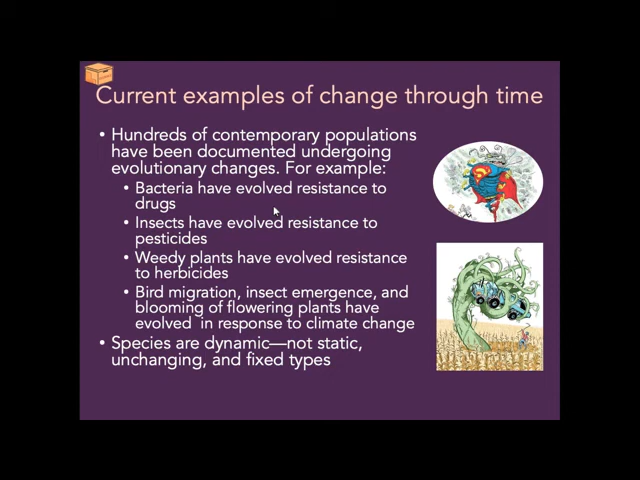 Current examples of change through time
• Hundreds of contemporary populations
have been documented undergoing
evolutionary changes. For example:
• Bacteria have evolved resistance to
drugs
• Insects have evolved resistance to
pesticides
• Weedy plants have evolved resistance
to herbicides
• Bird migration, insect emergence, and
blooming of flowering plants have
evolved in response to climate change
• Species are dynamic—not static,
unchanging, and fixed types